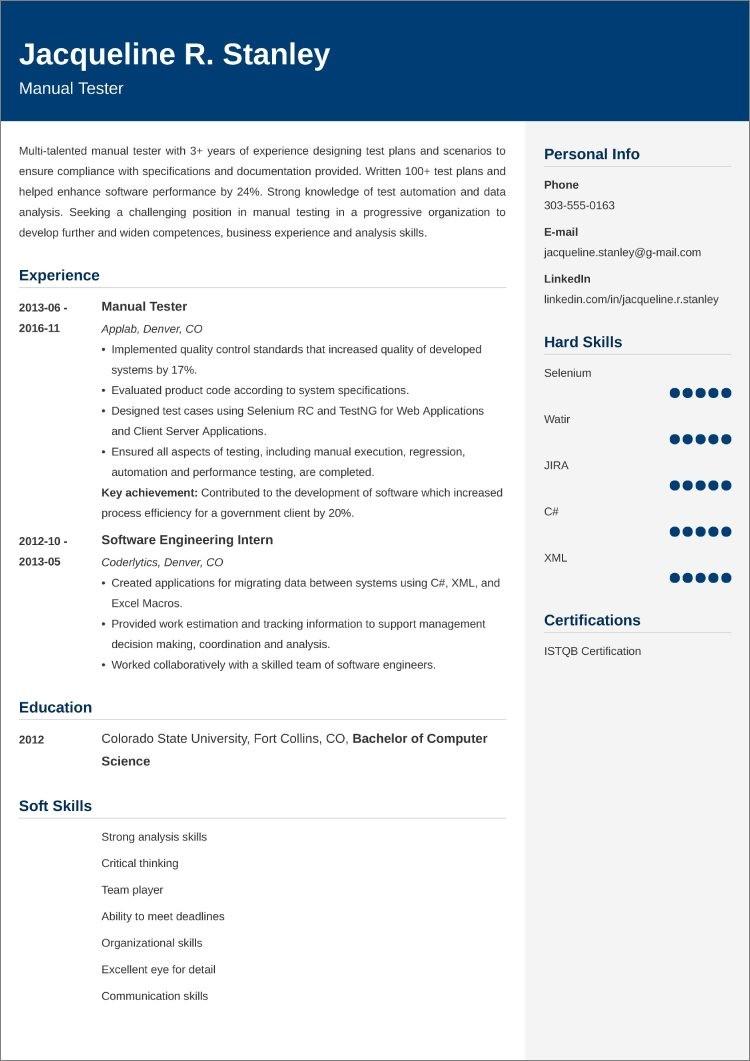 Jacqueline R. Stanley
Manual Tester
Multi-talented manual tester with 3+ years of experience designing test plans and scenarios to
ensure compliance with specifications and documentation provided. Written 100+ test plans and
helped enhance software performance by 24%. Strong knowledge of test automation and data
analysis. Seeking a challenging position in manual testing in a progressive organization to
develop further and widen competences, business experience and analysis skills.
Experience
2013-06 -
2016-11
Manual Tester
Applab, Denver, CO
• Implemented quality control standards that increased quality of developed
systems by 17%.
• Evaluated product code according to system specifications.
• Designed test cases using Selenium RC and TestNG for Web Applications
and Client Server Applications.
• Ensured all aspects of testing, including manual execution, regression,
automation and performance testing, are completed.
Key achievement: Contributed to the development of software which increased
process efficiency for a government client by 20%.
2012-10 -
2013-05
Software Engineering Intern
Coderlytics, Denver, CO
• Created applications for migrating data between systems using C#, XML, and
Excel Macros.
• Provided work estimation and tracking information to support management
decision making, coordination and analysis.
• Worked collaboratively with a skilled team of software engineers.
Education
2012
Colorado State University, Fort Collins, CO, Bachelor of Computer
Science
Soft Skills
Strong analysis skills
Critical thinking
Team player
Ability to meet deadlines
Organizational skills
Excellent eye for detail
Communication skills
Personal Info
Phone
303-555-0163
E-mail
jacqueline.stanley@g-mail.com
LinkedIn
linkedin.com/in/jacqueline.r.stanley
Hard Skills
Selenium
Watir
JIRA
C#
XML
Certifications
ISTQB Certification